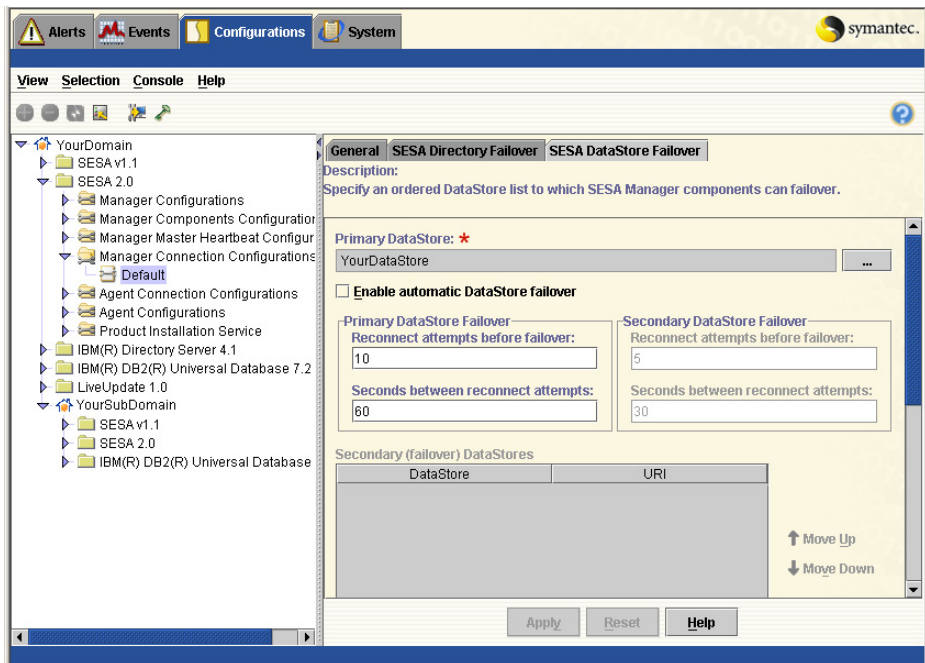 Alerts Events Configurations System symantec.
View Selection Console Help
YourDomain
SESA v1.1
SESA 2.0
Manager Configurations
Manager Components Configuration
Manager Master Heartbeat Configur
Manager Connection Configurations
Default
Agent Connection Configurations
Agent Configurations
Product Installation Service
IBM(R) Directory Server 4.1
IBM(R) DB2(R) Universal Database 7.2
LiveUpdate 1.0
YourSubDomain
SESA v1.1
SESA 2.0
IBM(R) DB2(R) Universal Database
General SESA Directory Failover SESA DataStore Failover
Description:
Specify an ordered DataStore list to which SESA Manager components can failover.
Primary DataStore: *
YourDataStore ...
Enable automatic DataStore failover
Primary DataStore Failover
Reconnect attempts before failover:
10
Seconds between reconnect attempts:
60
Secondary DataStore Failover
Reconnect attempts before failover:
5
Seconds between reconnect attempts:
30
Secondary (failover) DataStores
DataStore URI
Move Up
Move Down
Apply Reset Help